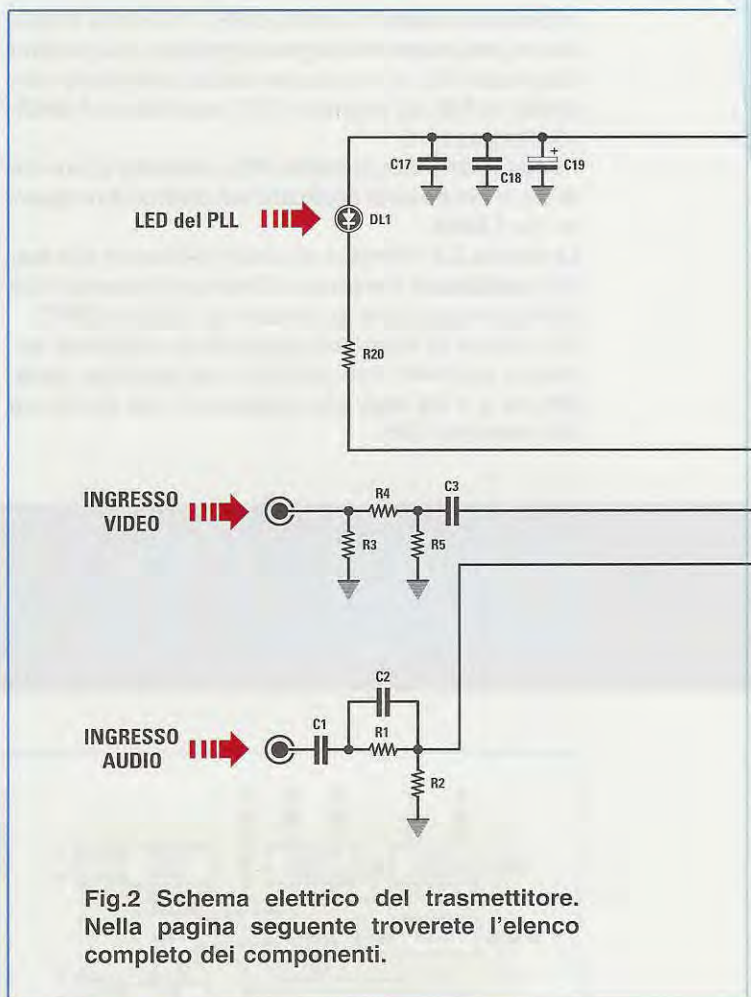 C17
C18
+
C19
LED del PLL
DL1
R20
INGRESSO
VIDEO
R4
C3
R3
R5
C2
INGRESSO
AUDIO
C1
R1
R2
Fig.2 Schema elettrico del trasmettitore.
Nella pagina seguente troverete l'elenco
completo dei componenti.